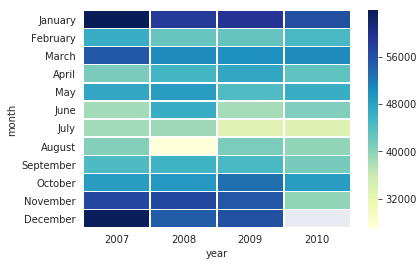 January
February
March
April
May
June
July
August
September
October
November
December
month
2007 2008 2009 2010
year
56000
48000
40000
32000